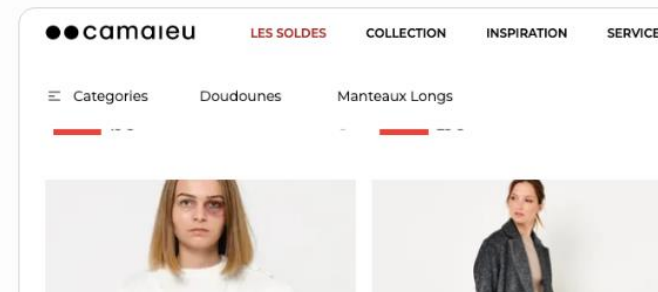 camaieu
LES SOLDES
COLLECTION
INSPIRATION
SERVICE
Categories
Doudounes
Manteaux Longs